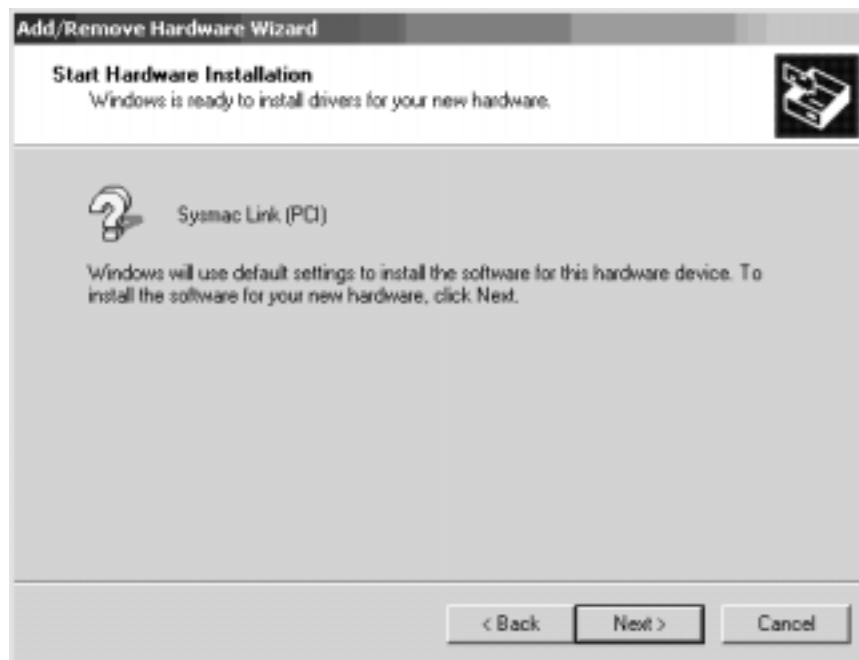 Add/Remove Hardware Wizard
Start Hardware Installation
Windows is ready to install drivers for your new hardware.
Sysmac Link (PCI)
Windows will use default settings to install the software for this hardware device. To
install the software for your new hardware, click Next.
< Back
Next >
Cancel